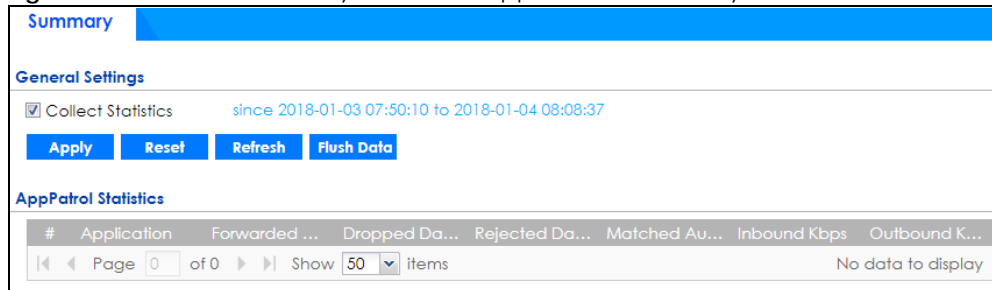 Summary
General Settings
Collect Statistics since 2018-01-03 07:50:10 to 2018-01-04 08:08:37
Apply Reset Refresh Flush Data
AppPatrol Statistics
# Application Forwarded ... Dropped Da... Rejected Da... Matched Au... Inbound Kbps Outbound K...
Page 0 of 0 Show 50 items No data to display